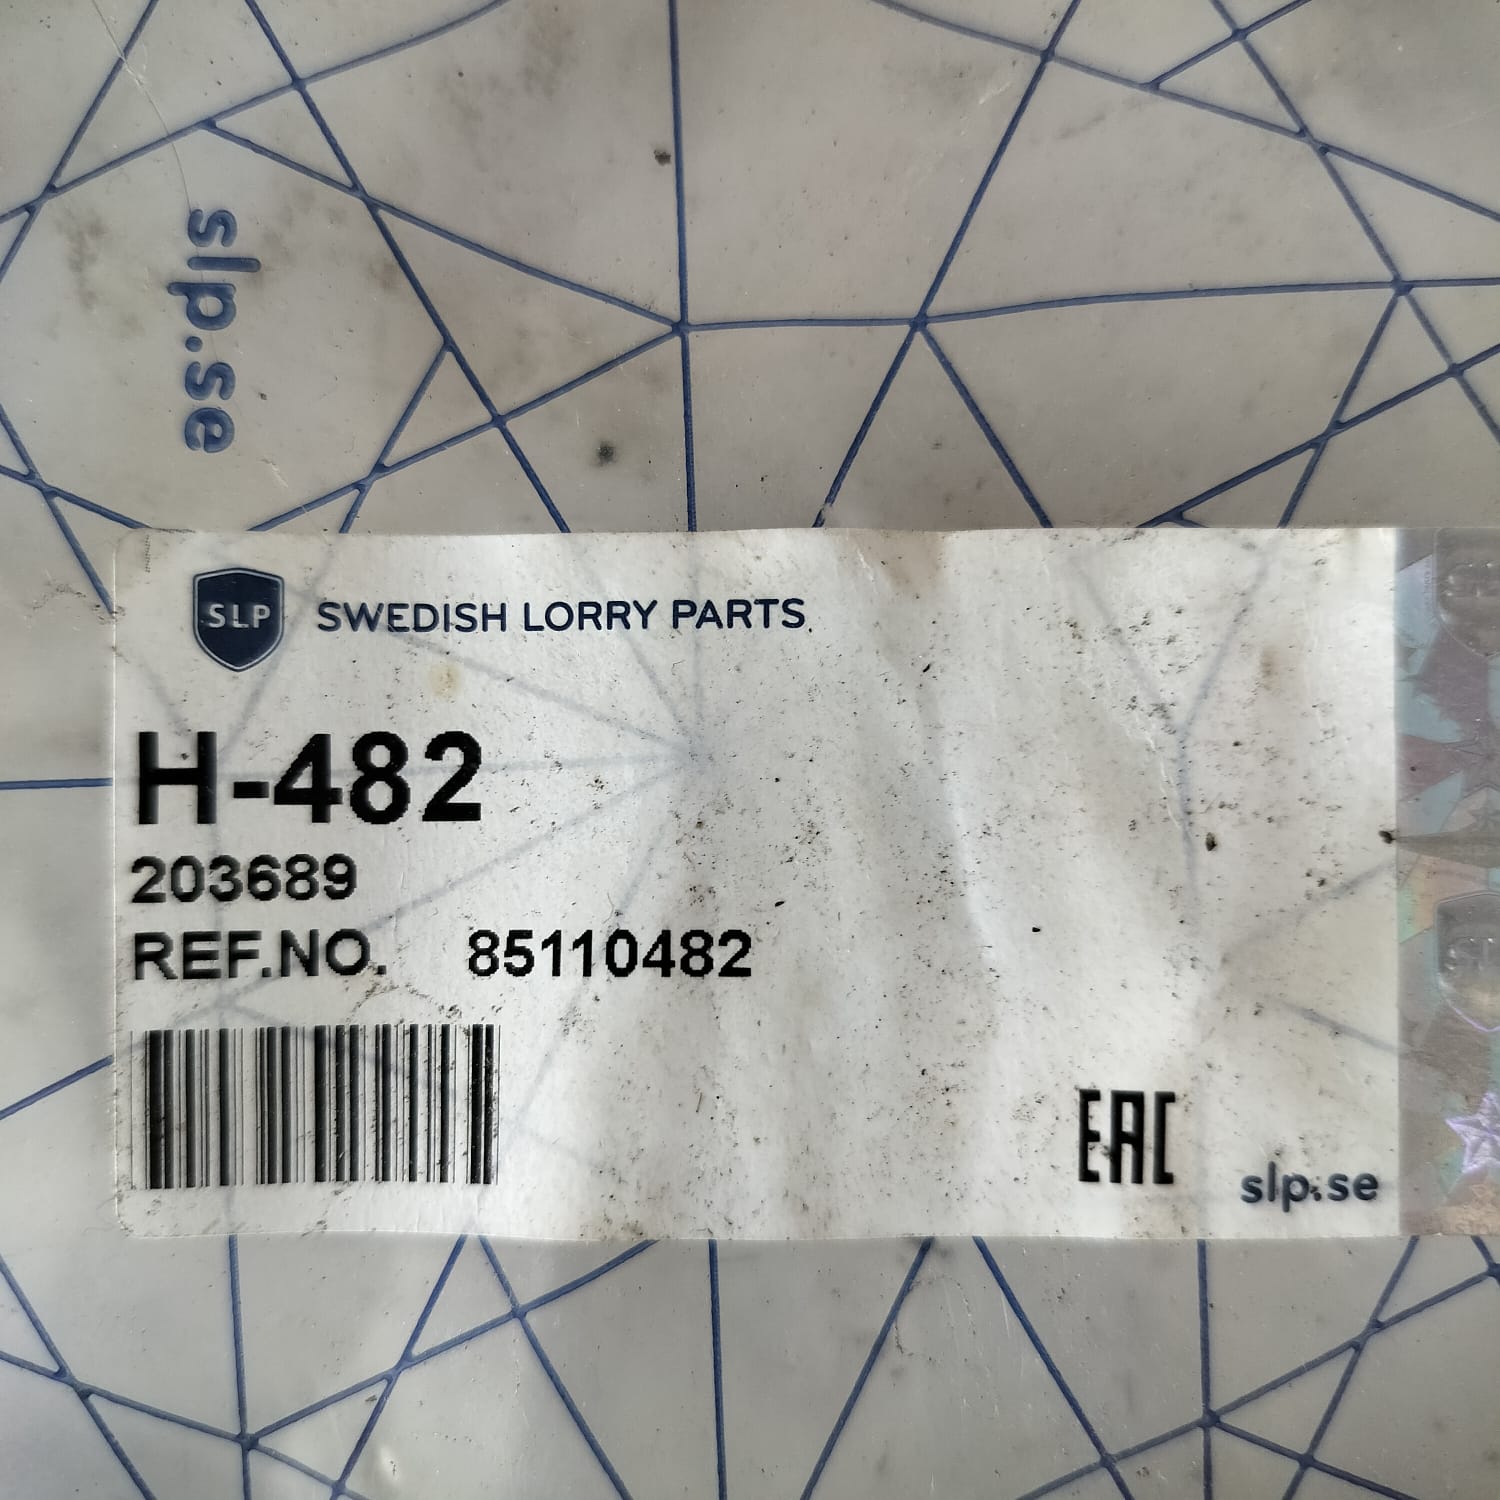 slp.se
SLP SWEDISH LORRY PARTS
H-482
203689
REF.NO. 85110482
EAC
slp.se